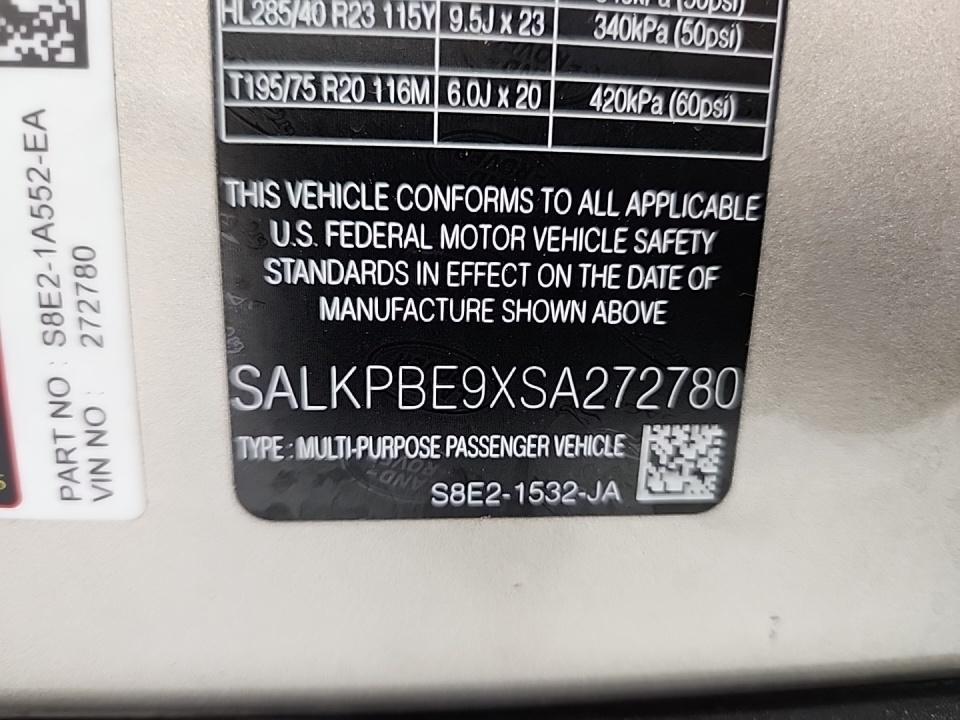 HL285/40 R23 115Y 9.5J x 23 340kPa (50psi)
T195/75 R20 116M 6.0J x 20 420kPa (60psi)
THIS VEHICLE CONFORMS TO ALL APPLICABLE
U.S. FEDERAL MOTOR VEHICLE SAFETY
STANDARDS IN EFFECT ON THE DATE OF
MANUFACTURE SHOWN ABOVE
SALKPBE9XSA272780
TYPE : MULTI-PURPOSE PASSENGER VEHICLE
S8E2-1532-JA
PART NO : S8E2-1A552-EA
VIN NO : 272780